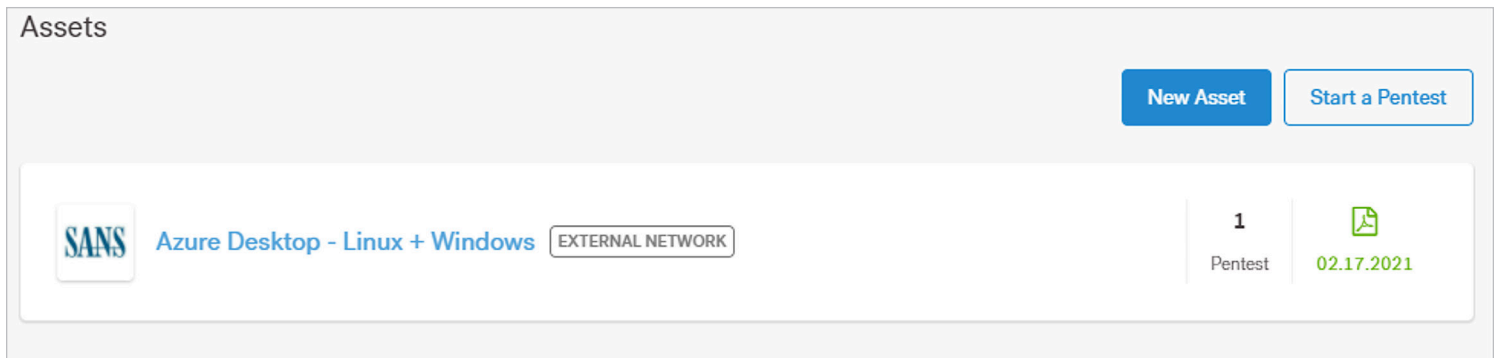 Assets
New Asset Start a Pentest
SANS Azure Desktop - Linux + Windows EXTERNAL NETWORK
1
Pentest
02.17.2021